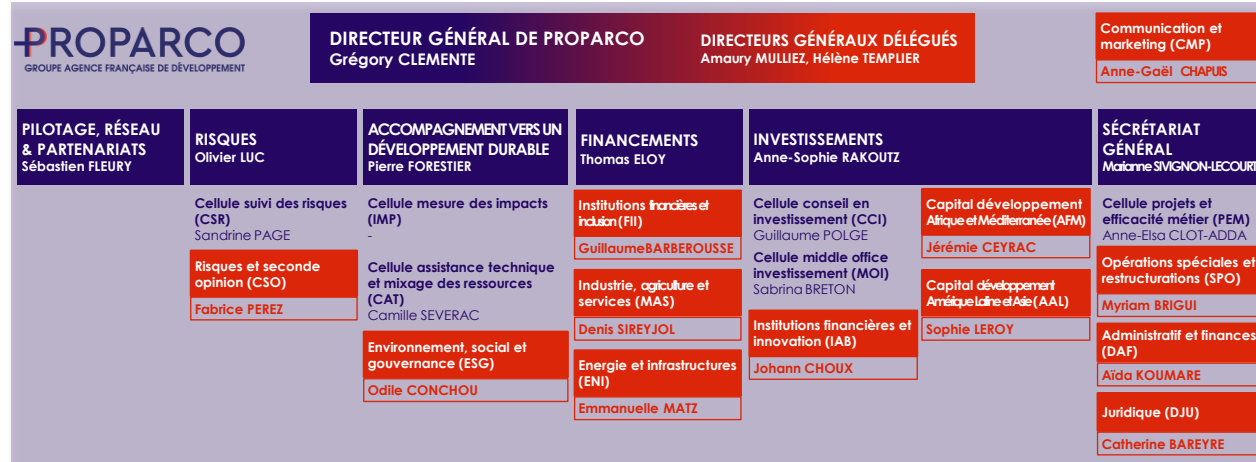 PROPARCO
GROUPE AGENCE FRANÇAISE DE DÉVELOPPEMENT
DIRECTEUR GÉNÉRAL DE PROPARCO
Grégory CLEMENTE
DIRECTEURS GÉNÉRAUX DÉLÉGUÉS
Amaury MULLIEZ, Hélène TEMPLIER
Communication et
marketing (CMP)
Anne-Gaël CHAPUIS
PILOTAGE, RÉSEAU
& PARTENARIATS
Sébastien FLEURY
RISQUES
Olivier LUC
Cellule suivi des risques
(CSR)
Sandrine PAGE
Risques et seconde
opinion (CSO)
Fabrice PEREZ
ACCOMPAGNEMENT VERS UN
DÉVELOPPEMENT DURABLE
Pierre FORESTIER
Cellule mesure des impacts
(IMP)
-
Cellule assistance technique
et mixage des ressources
(CAT)
Camille SEVERAC
Environnement, social et
gouvernance (ESG)
Odile CONCHOU
FINANCEMENTS
Thomas ELOY
Institutions financières et
inclusion (FII)
GuillaumeBARBEROUSSE
Industrie, agriculture et
services (MAS)
Denis SIREYJOL
Energie et infrastructures
(ENI)
Emmanuelle MATZ
INVESTISSEMENTS
Anne-Sophie RAKOUTZ
Cellule conseil en
investissement (CCI)
Guillaume POLGE
Cellule middle office
investissement (MOI)
Sabrina BRETON
Institutions financières et
innovation (IAB)
Johann CHOUX
Capital développement
Afrique et Méditerranée (AFM)
Jérémie CEYRAC
Capital développement
Amérique Latine et Asie (AAL)
Sophie LEROY
SÉCRÉTARIAT
GÉNÉRAL
Marianne SIVIGNON-LECOURT
Cellule projets et
efficacité métier (PEM)
Anne-Elsa CLOT-ADDA
Opérations spéciales et
restructurations (SPO)
Myriam BRIGUI
Administratif et finances
(DAF)
Aïda KOUMARE
Juridique (DJU)
Catherine BAREYRE